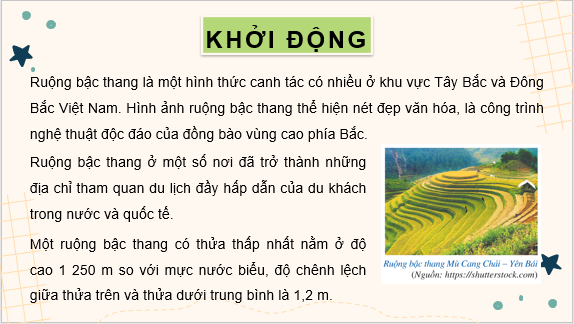 KHỞI ĐỘNG
Ruộng bậc thang là một hình thức canh tác có nhiều ở khu vực Tây Bắc và Đông
Bắc Việt Nam. Hình ảnh ruộng bậc thang thể hiện nét đẹp văn hóa, là công trình
nghệ thuật độc đáo của đồng bào vùng cao phía Bắc.
Ruộng bậc thang ở một số nơi đã trở thành những
địa chỉ tham quan du lịch đầy hấp dẫn của du khách
trong nước và quốc tế.
Một ruộng bậc thang có thửa thấp nhất nằm ở độ
cao 1 250 m so với mực nước biểu, độ chênh lệch
giữa thửa trên và thửa dưới trung bình là 1,2 m.
Ruộng bậc thang Mù Cang Chải – Yên Bái
(Nguồn: https://shutterstock.com)